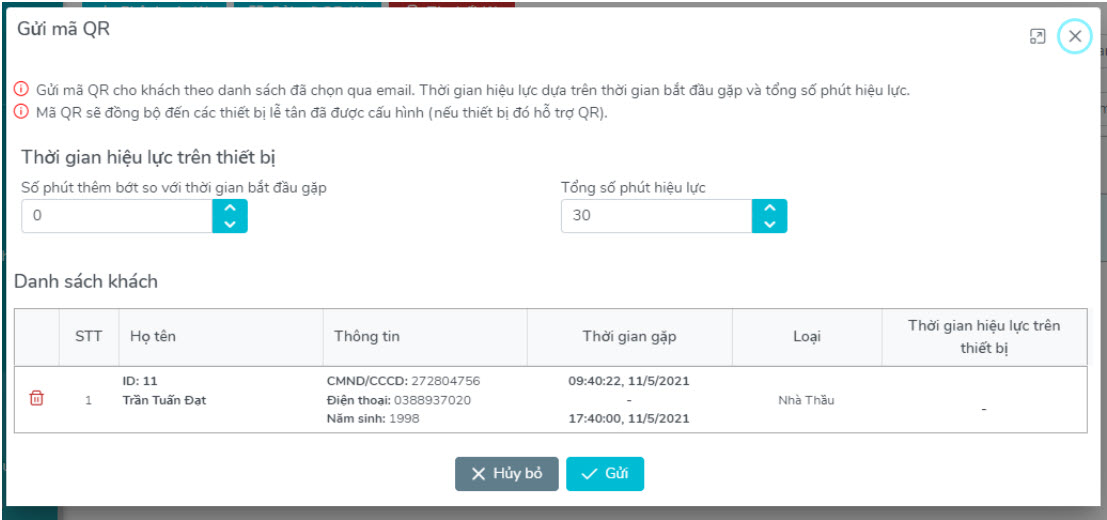 Gửi mã QR
Gửi mã QR cho khách theo danh sách đã chọn qua email. Thời gian hiệu lực dựa trên thời gian bắt đầu gặp và tổng số phút hiệu lực.
Mã QR sẽ đồng bộ đến các thiết bị lễ tân đã được cấu hình (nếu thiết bị đó hỗ trợ QR).
Thời gian hiệu lực trên thiết bị
Số phút thêm bớt so với thời gian bắt đầu gặp
Tổng số phút hiệu lực
0
30
Danh sách khách
STT Họ tên Thông tin Thời gian gặp Loại Thời gian hiệu lực trên
thiết bị
ID: 11 CMND/CCCD: 272804756 09:40:22, 11/5/2021
1 Trần Tuấn Đạt Điện thoại: 0388937020 - Nhà Thầu -
Năm sinh: 1998 17:40:00, 11/5/2021
Hủy bỏ Gửi